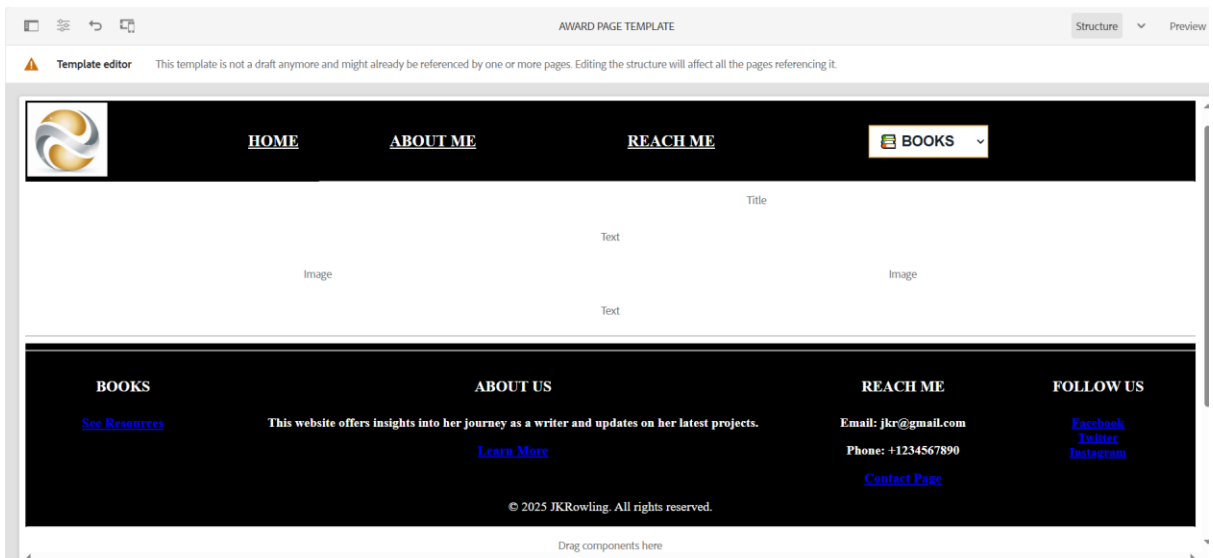 AWARD PAGE TEMPLATE
Structure
Preview
Template editor This template is not a draft anymore and might already be referenced by one or more pages. Editing the structure will affect all the pages referencing it.
HOME ABOUT ME REACH ME BOOKS
Title
Text
Image Image
Text
BOOKS ABOUT US REACH ME FOLLOW US
See Resources This website offers insights into her journey as a writer and updates on her latest projects. Email: jkr@gmail.com Facebook
Twitter
Learn More Phone: +1234567890 Instagram
Contact Page
© 2025 JKRowling. All rights reserved.
Drag components here